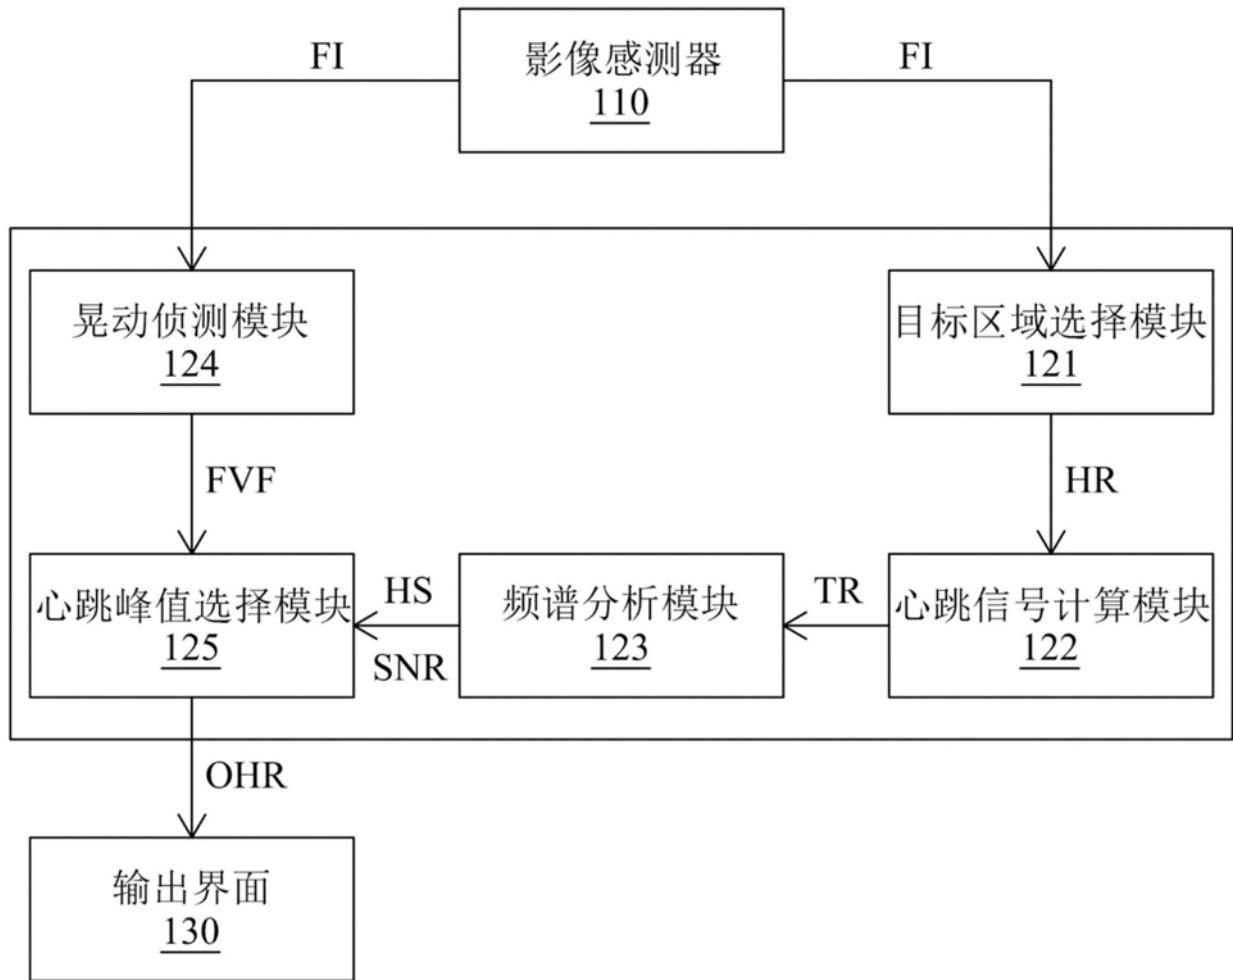 FI
影像感测器
110
FI
晃动侦测模块
124
目标区域选择模块
121
FVF
HR
心跳峰值选择模块
125
HS
SNR
频谱分析模块
123
TR
心跳信号计算模块
122
OHR
输出界面
130